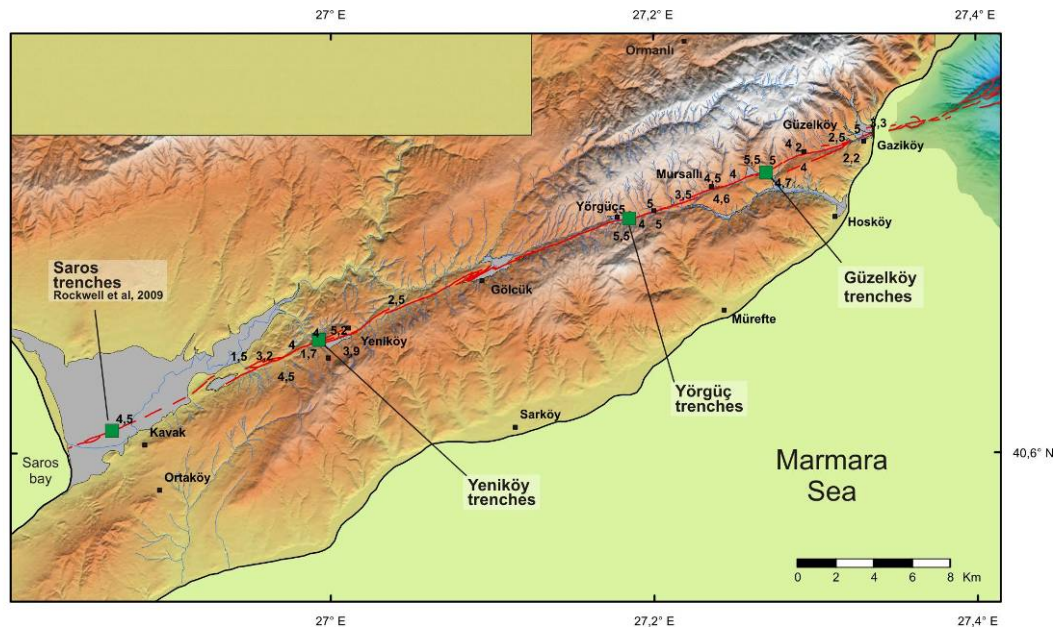 27° E
27,2° E
27,4° E
Ormanlı
Güzelköy
2,5
5
3,3
Gaziköy
4
2
2,2
5,5
5
4
Mursallı
4,5
4
4,7
3,5
4,6
Yörgüç
5
5
4
5
5,5
Hosköy
Güzelköy
trenches
Saros
trenches
Rockwell et al, 2009
Gölcük
2,5
Mürefte
4
5,2
Yeniköy
4
1,5
3,2
1,7
3,9
4,5
Yörgüç
trenches
4,5
Kavak
Sarköy
Saros
bay
Ortaköy
Yeniköy
trenches
Marmara
Sea
40,6° N
0
2
4
6
8
Km
27° E
27,2° E
27,4° E